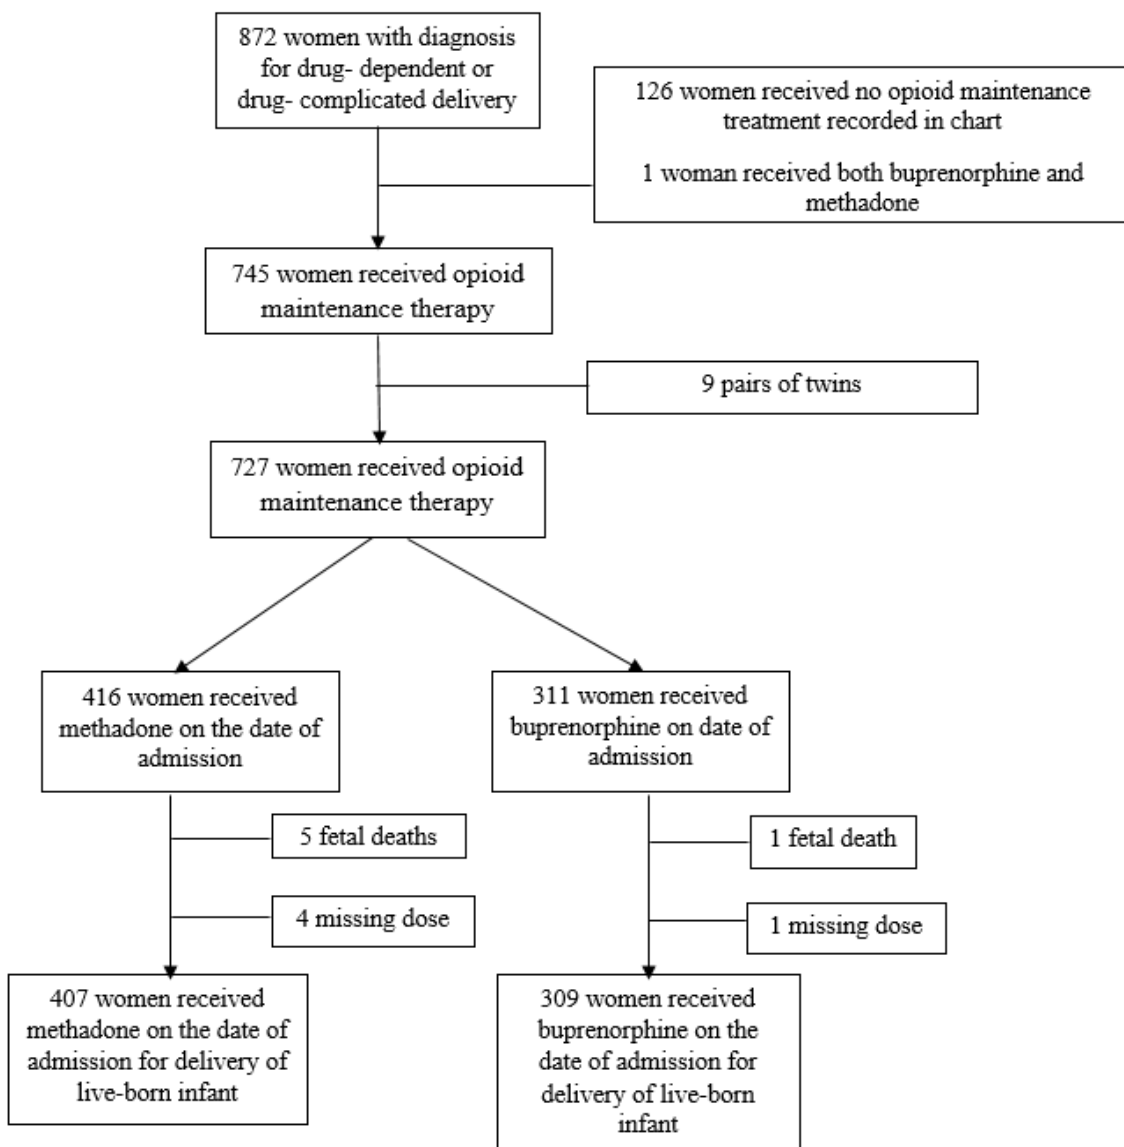 872 women with diagnosis
for drug- dependent or
drug- complicated delivery
126 women received no opioid maintenance
treatment recorded in chart
1 woman received both buprenorphine and
methadone
745 women received opioid
maintenance therapy
9 pairs of twins
727 women received opioid
maintenance therapy
416 women received
methadone on the date of
admission
311 women received
buprenorphine on date of
admission
5 fetal deaths
1 fetal death
4 missing dose
1 missing dose
407 women received
methadone on the date of
admission for delivery of
live-born infant
309 women received
buprenorphine on the
date of admission for
delivery of live-born
infant